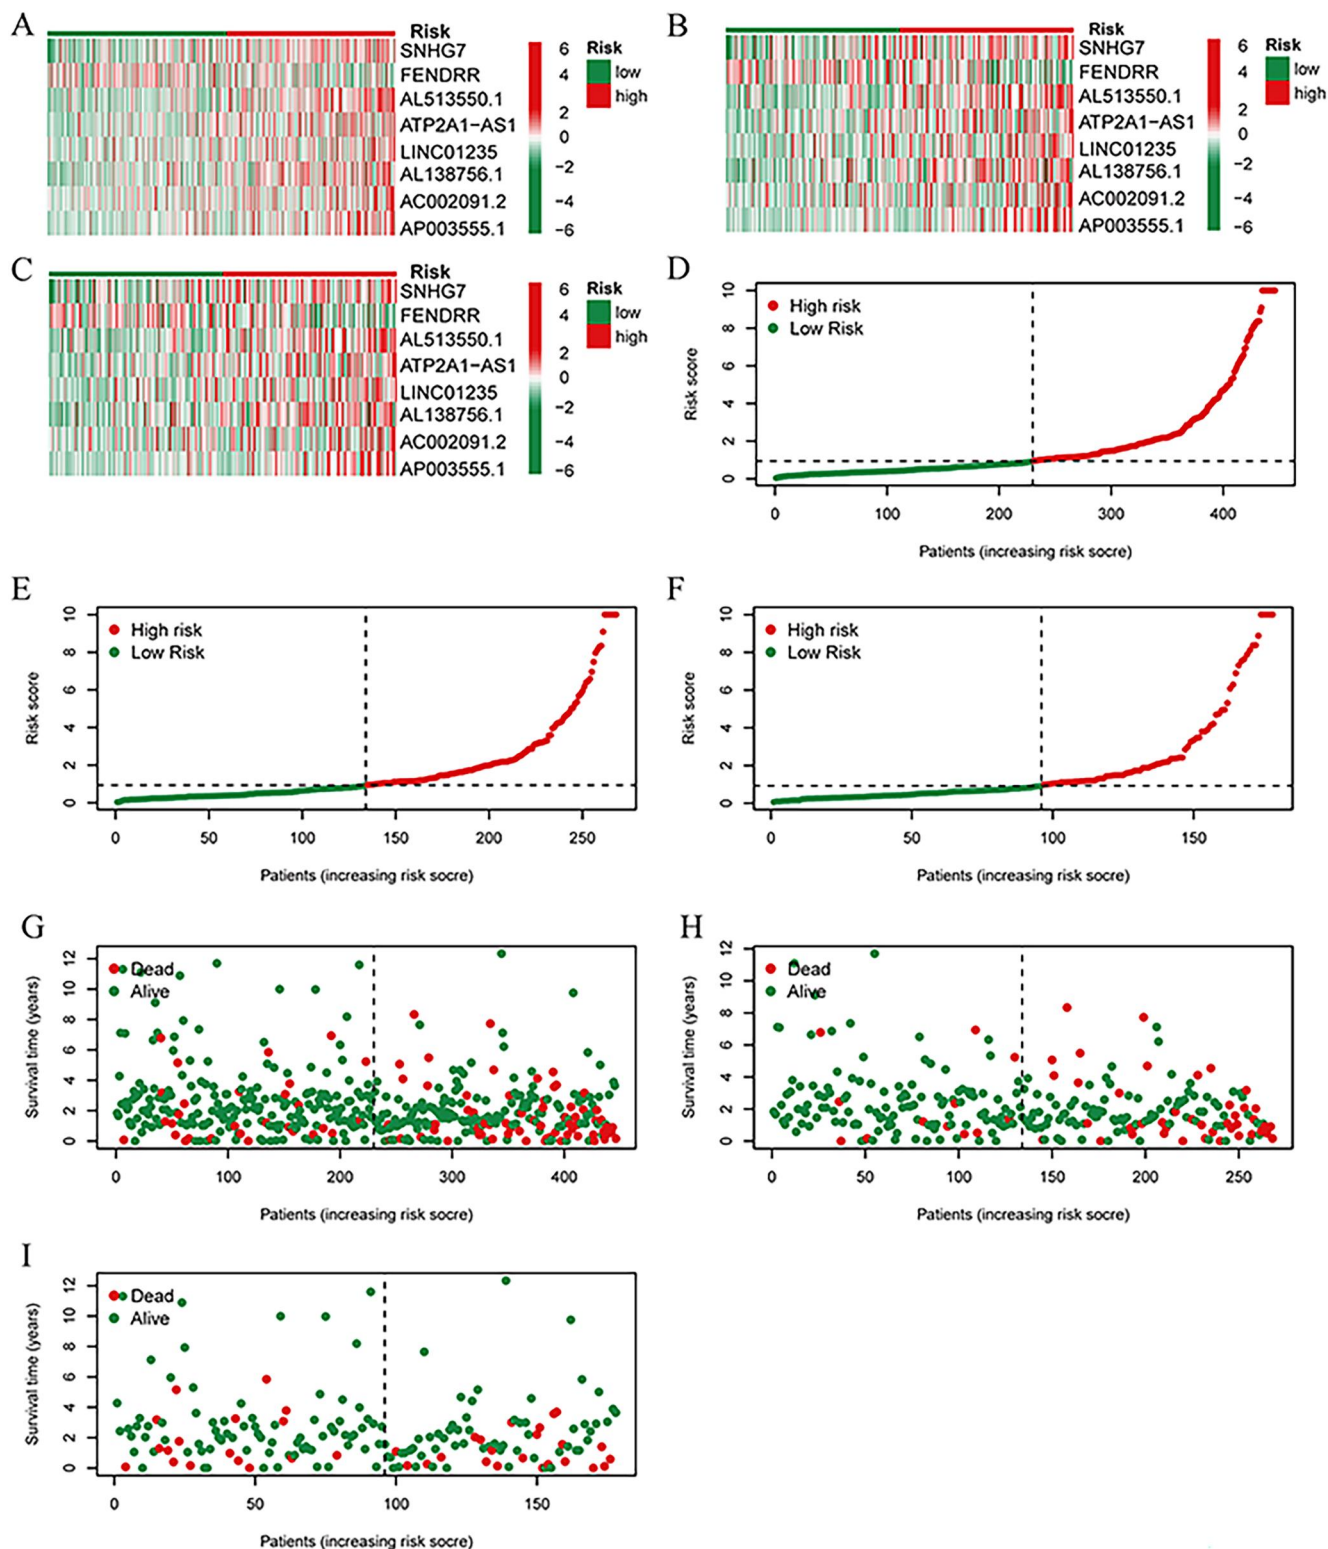 A
Risk
SNHG7
FENDRR
AL513550.1
ATP2A1-AS1
LINC01235
AL138756.1
AC002091.2
AP003555.1
6
4
2
0
-2
-4
-6
Risk
low
high
B
Risk
SNHG7
FENDRR
AL513550.1
ATP2A1-AS1
LINC01235
AL138756.1
AC002091.2
AP003555.1
6
4
2
0
-2
-4
-6
Risk
low
high
C
Risk
SNHG7
FENDRR
AL513550.1
ATP2A1-AS1
LINC01235
AL138756.1
AC002091.2
AP003555.1
6
4
2
0
-2
-4
-6
Risk
low
high
D
High risk
Low Risk
Risk score
10
8
6
4
2
0
0 100 200 300 400
Patients (increasing risk socre)
E
High risk
Low Risk
Risk score
10
8
6
4
2
0
0 50 100 150 200 250
Patients (increasing risk socre)
F
High risk
Low Risk
Risk score
10
8
6
4
2
0
0 50 100 150
Patients (increasing risk socre)
G
Dead
Alive
Survival time (years)
12
10
8
6
4
2
0
0 100 200 300 400
Patients (increasing risk socre)
H
Dead
Alive
Survival time (years)
12
10
8
6
4
2
0
0 50 100 150 200 250
Patients (increasing risk socre)
I
Dead
Alive
Survival time (years)
12
10
8
6
4
2
0
0 50 100 150
Patients (increasing risk socre)